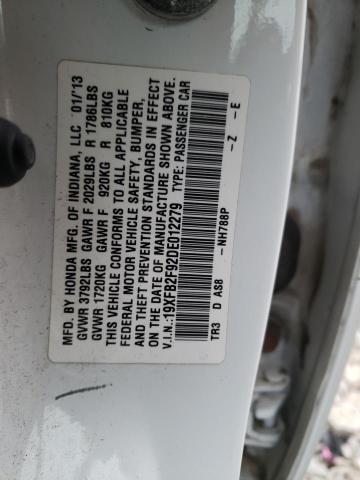 MFD. BY HONDA MFG. OF INDIANA, LLC 01/'13
GVWR 3792LBS GAWR F 2029LBS R 1786LBS
GVWR 1720KG GAWR F 920KG R 810KG
THIS VEHICLE CONFORMS TO ALL APPLICABLE
FEDERAL MOTOR VEHICLE SAFETY, BUMPER,
AND THEFT PREVENTION STANDARDS IN EFFECT
ON THE DATE OF MANUFACTURE SHOWN ABOVE.
V.I.N.:19XFB2F92DE012279 TYPE: PASSENGER CAR
TR3 D AS8 -NH788P -Z -E